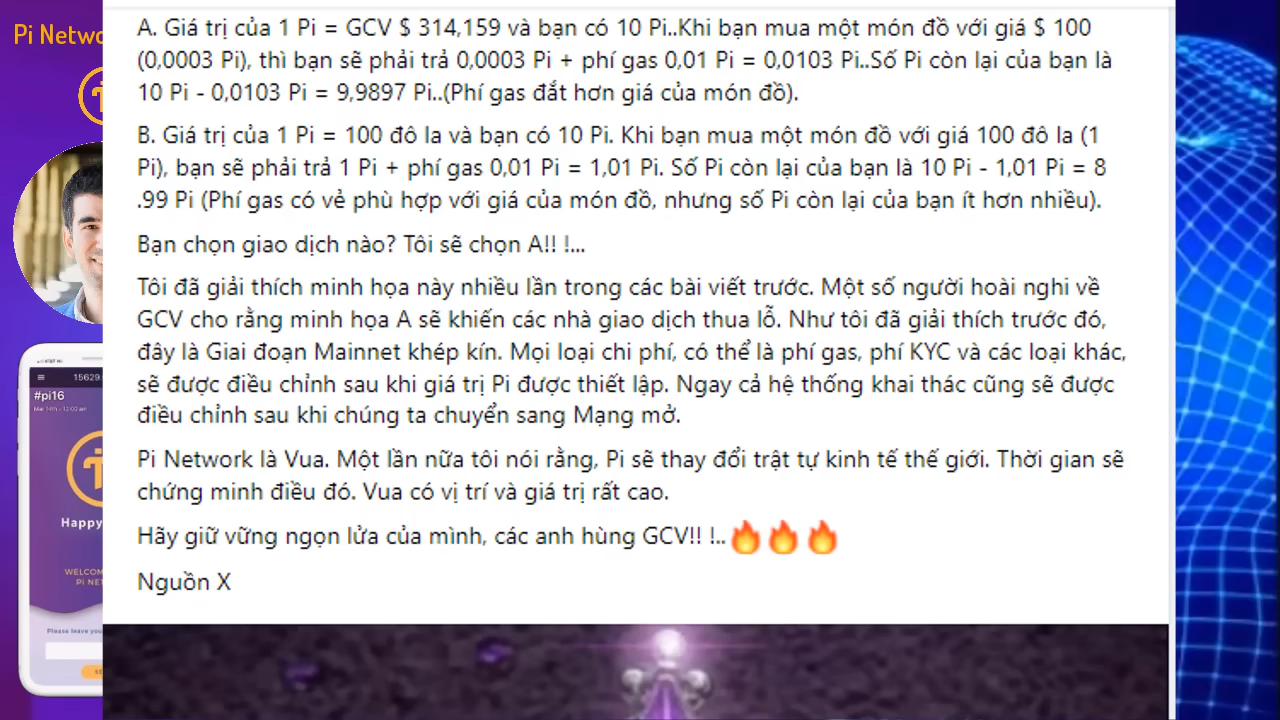 Pi Netwo
A. Giá trị của 1 Pi = GCV $ 314,159 và bạn có 10 Pi..Khi bạn mua một món đồ với giá $ 100
(0,0003 Pi), thì bạn sẽ phải trả 0,0003 Pi + phí gas 0,01 Pi = 0,0103 Pi..Số Pi còn lại của bạn là
10 Pi - 0,0103 Pi = 9,9897 Pi..(Phí gas đắt hơn giá của món đồ).
B. Giá trị của 1 Pi = 100 đô la và bạn có 10 Pi. Khi bạn mua một món đồ với giá 100 đô la (1
Pi), bạn sẽ phải trả 1 Pi + phí gas 0,01 Pi = 1,01 Pi. Số Pi còn lại của bạn là 10 Pi - 1,01 Pi = 8
.99 Pi (Phí gas có vẻ phù hợp với giá của món đồ, nhưng số Pi còn lại của bạn ít hơn nhiều).
Bạn chọn giao dịch nào? Tôi sẽ chọn A!! !...
Tôi đã giải thích minh họa này nhiều lần trong các bài viết trước. Một số người hoài nghi về
GCV cho rằng minh họa A sẽ khiến các nhà giao dịch thua lỗ. Như tôi đã giải thích trước đó,
đây là Giai đoạn Mainnet khép kín. Mọi loại chi phí, có thể là phí gas, phí KYC và các loại khác,
sẽ được điều chỉnh sau khi giá trị Pi được thiết lập. Ngay cả hệ thống khai thác cũng sẽ được
điều chỉnh sau khi chúng ta chuyển sang Mạng mở.
Pi Network là Vua. Một lần nữa tôi nói rằng, Pi sẽ thay đổi trật tự kinh tế thế giới. Thời gian sẽ
chứng minh điều đó. Vua có vị trí và giá trị rất cao.
Hãy giữ vững ngọn lửa của mình, các anh hùng GCV!! !..
Nguồn X
15629
#pi16
Happy
WELCOM
PI NET
Please leave you